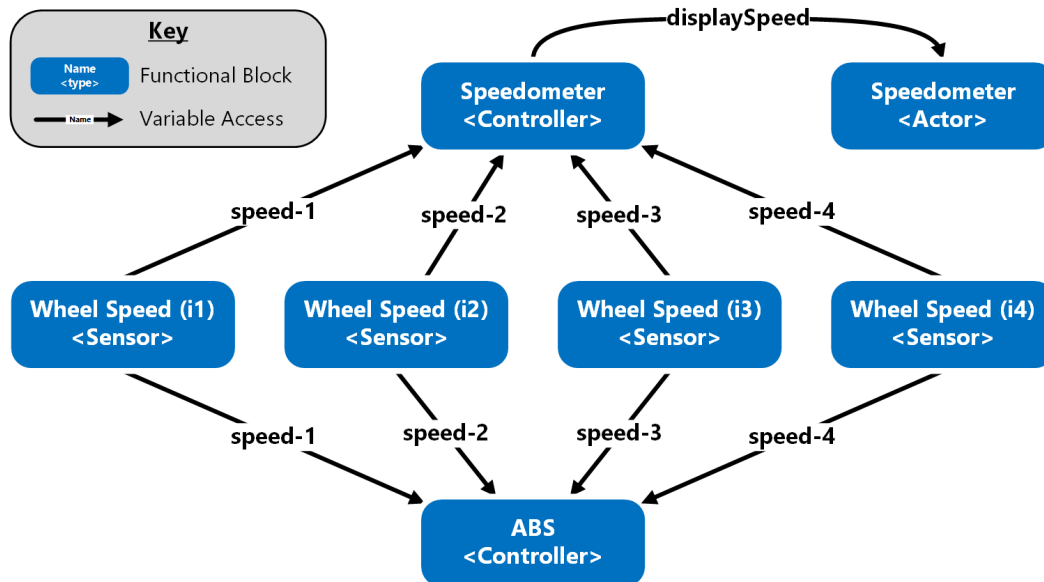 Key
Name
<type>
Functional Block
Name
Variable Access
displaySpeed
Speedometer
<Controller>
Speedometer
<Actor>
speed-1
speed-2
speed-3
speed-4
Wheel Speed (i1)
<Sensor>
Wheel Speed (i2)
<Sensor>
Wheel Speed (i3)
<Sensor>
Wheel Speed (i4)
<Sensor>
speed-1
speed-2
speed-3
speed-4
ABS
<Controller>